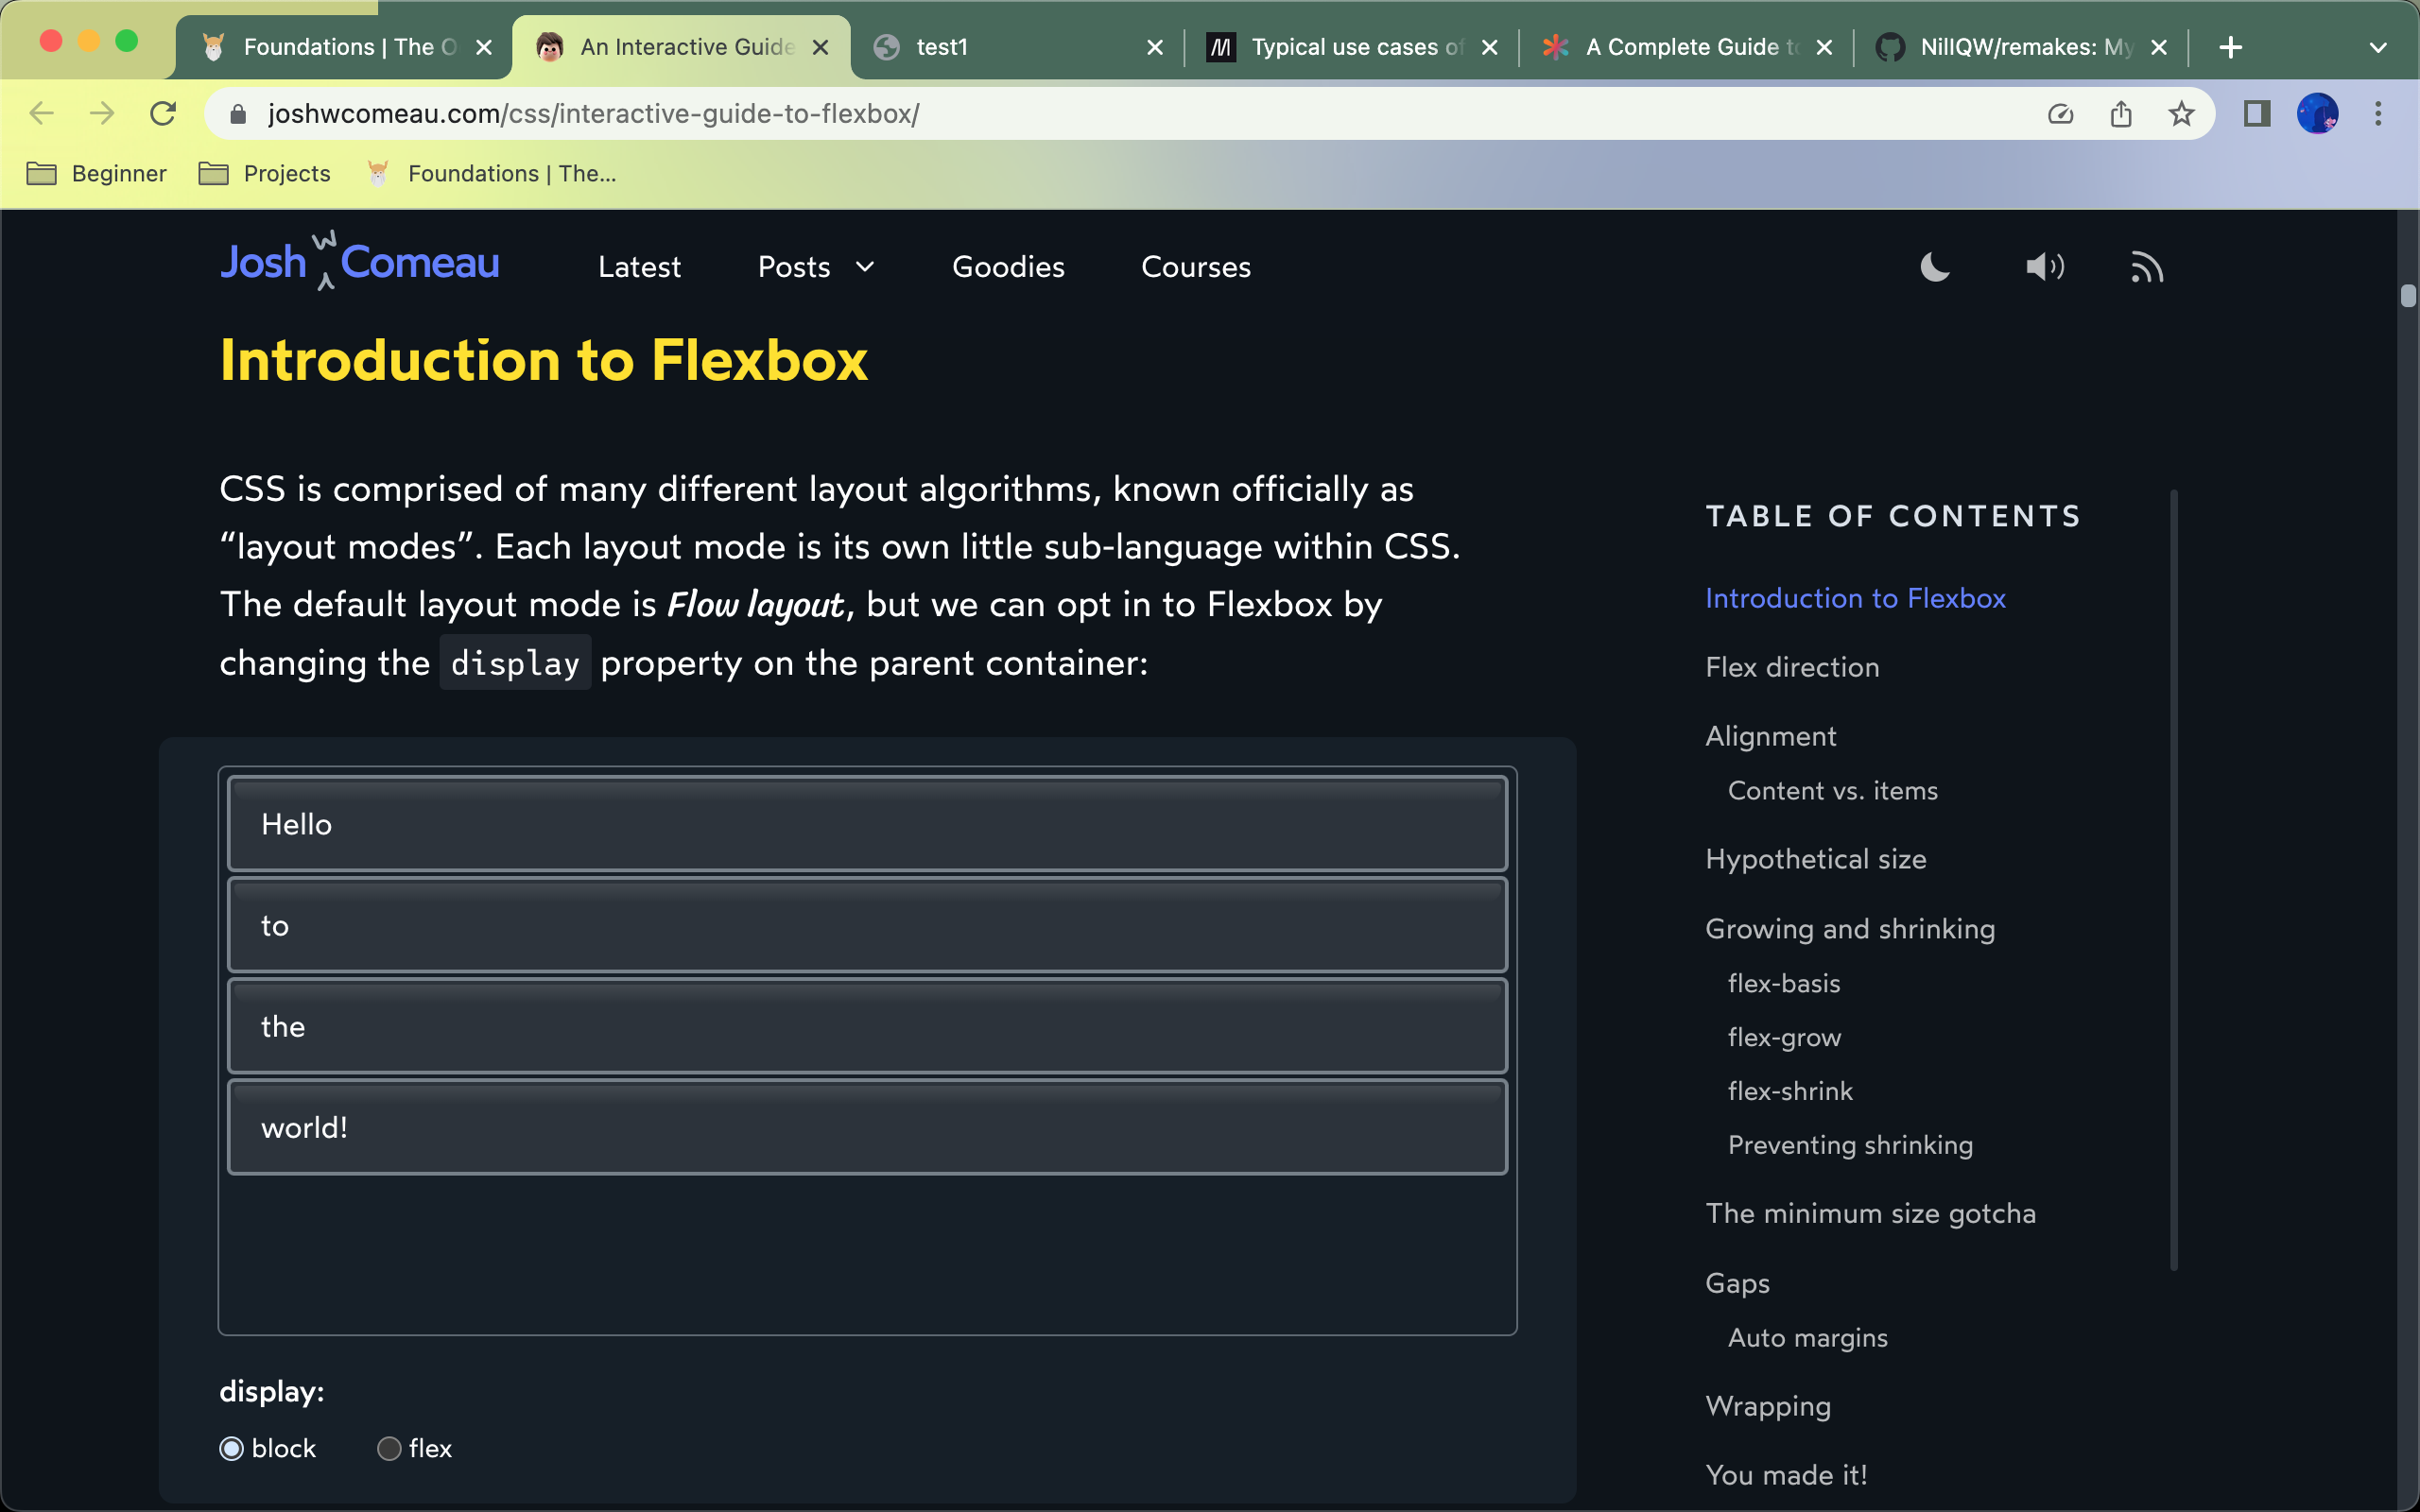 Foundations | The O
An Interactive Guide
test1
Typical use cases of
A Complete Guide to
NillQW/remakes: My
joshwcomeau.com/css/interactive-guide-to-flexbox/
Beginner
Projects
Foundations | The...
Josh W Comeau
Latest
Posts
Goodies
Courses
Introduction to Flexbox
CSS is comprised of many different layout algorithms, known officially as
“layout modes”. Each layout mode is its own little sub-language within CSS.
The default layout mode is Flow layout, but we can opt in to Flexbox by
changing the display property on the parent container:
Hello
to
the
world!
display:
block
flex
TABLE OF CONTENTS
Introduction to Flexbox
Flex direction
Alignment
Content vs. items
Hypothetical size
Growing and shrinking
flex-basis
flex-grow
flex-shrink
Preventing shrinking
The minimum size gotcha
Gaps
Auto margins
Wrapping
You made it!